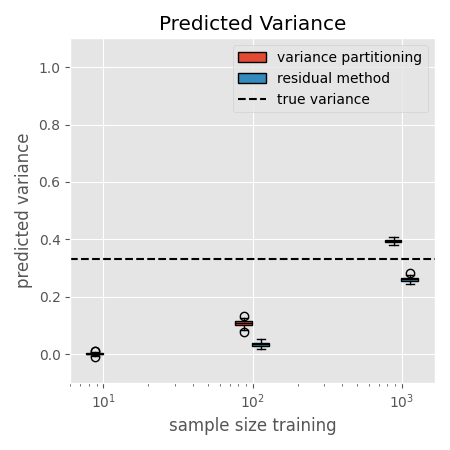 Predicted Variance
variance partitioning
residual method
true variance
predicted variance
1.0
0.8
0.6
0.4
0.2
0.0
10¹
10²
10³
sample size training